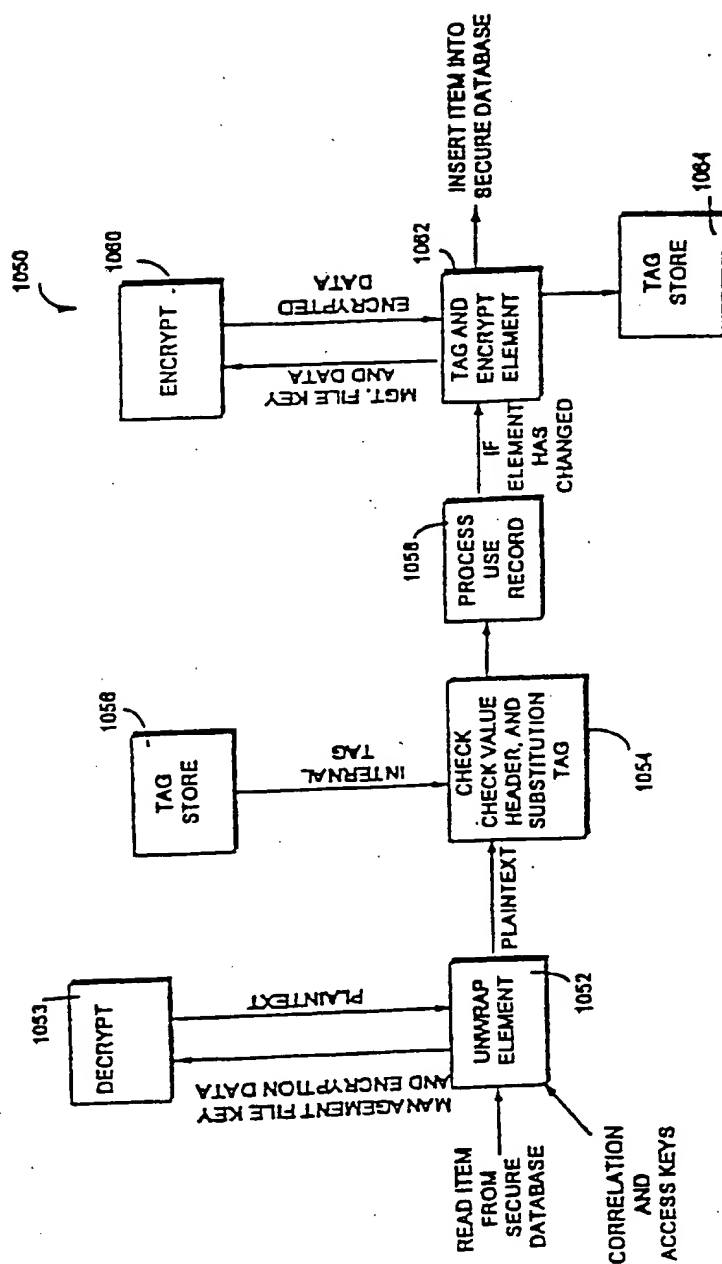 1050
1053
DECRYPT
MANAGEMENT FILE KEY
AND ENCRYPTION DATA
PLAINTEXT
READ ITEM
FROM
SECURE
DATABASE
CORRELATION
AND
ACCESS KEYS
UNWRAP
ELEMENT
1052
PLAINTEXT
1056
TAG
STORE
INTERNAL
TAG
CHECK
CHECK VALUE
HEADER, AND
SUBSTITUTION
TAG
1054
1058
PROCESS
USE
RECORD
IF
ELEMENT
HAS
CHANGED
1060
ENCRYPT
MGT. FILE KEY
AND DATA
ENCRYPTED
DATA
1062
TAG AND
ENCRYPT
ELEMENT
INSERT ITEM INTO
SECURE DATABASE
TAG
STORE
1064